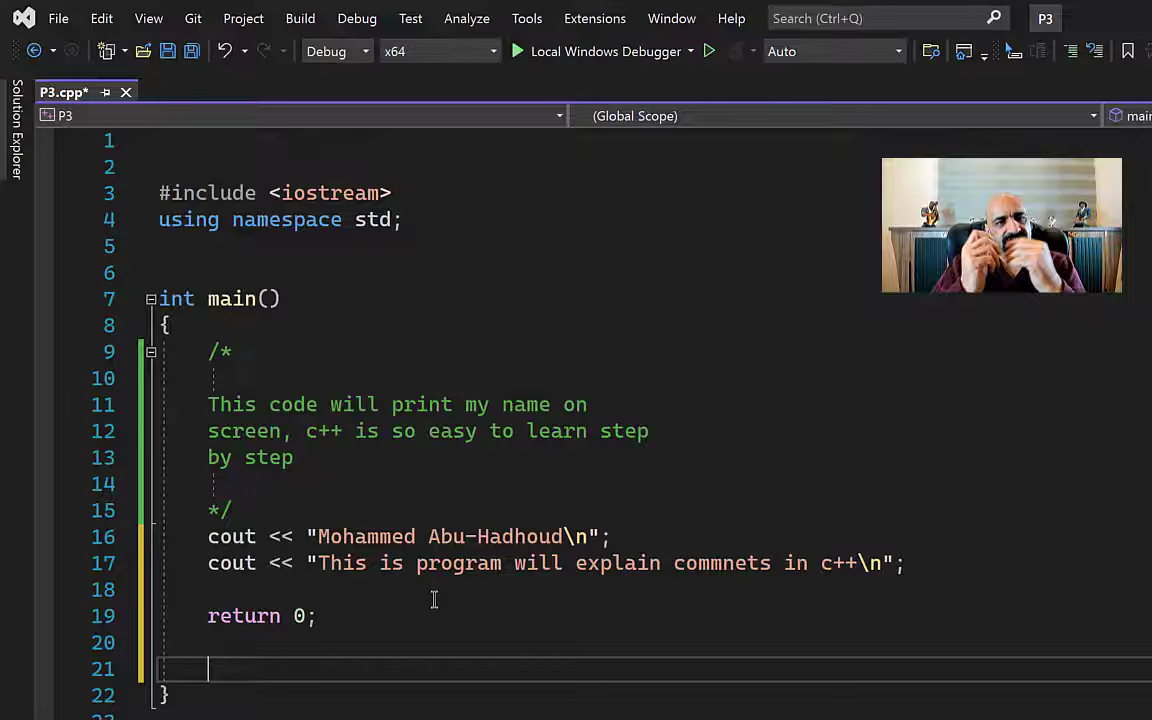 File Edit View Git Project Build Debug Test Analyze Tools Extensions Window Help Search (Ctrl+Q) P3
Debug x64 Local Windows Debugger Auto
Solution Explorer
P3.cpp*
P3 (Global Scope) main
1
2
3 #include <iostream>
4 using namespace std;
5
6
7 int main()
8 {
9 /*
10
11 This code will print my name on
12 screen, c++ is so easy to learn step
13 by step
14
15 */
16 cout << "Mohammed Abu-Hadhoud\n";
17 cout << "This is program will explain commnets in c++\n";
18
19 return 0;
20
21
22 }